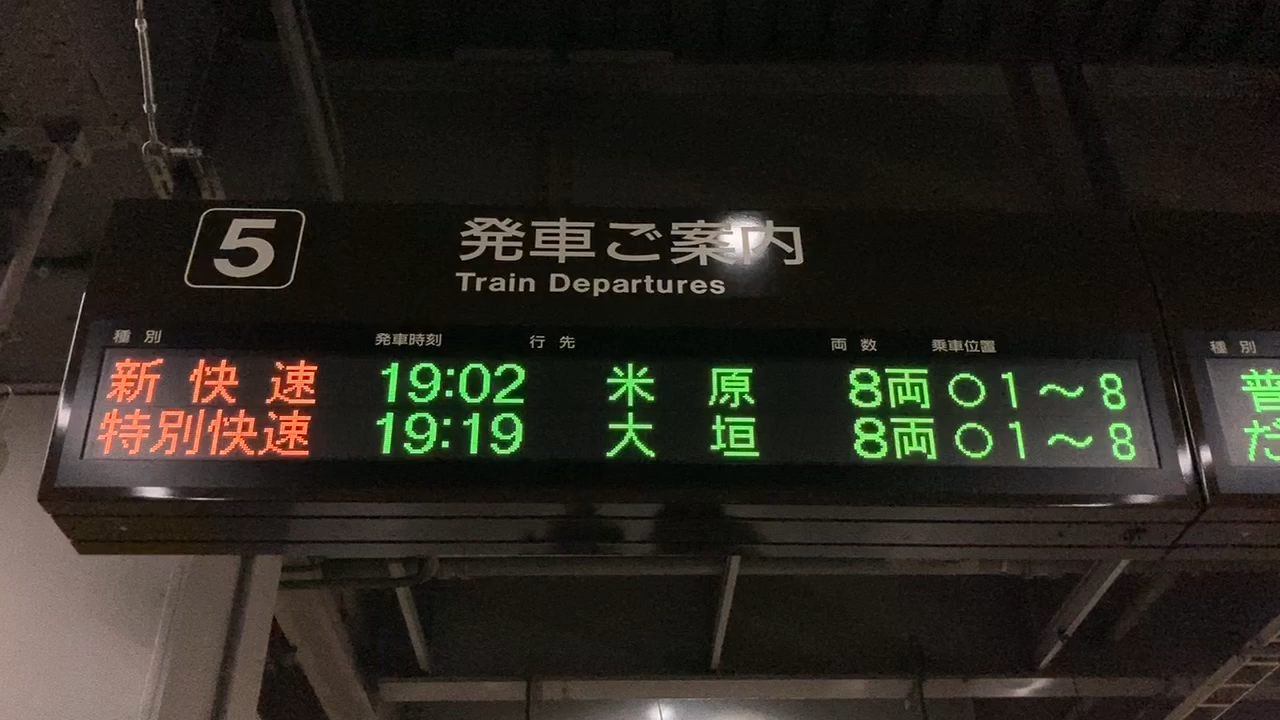 5
発車ご案内
Train Departures
種別 発車時刻 行先 両数 乗車位置
新快速 19:02 米原 8両 ○1～8
特別快速 19:19 大垣 8両 ○1～8
種別
普
だ